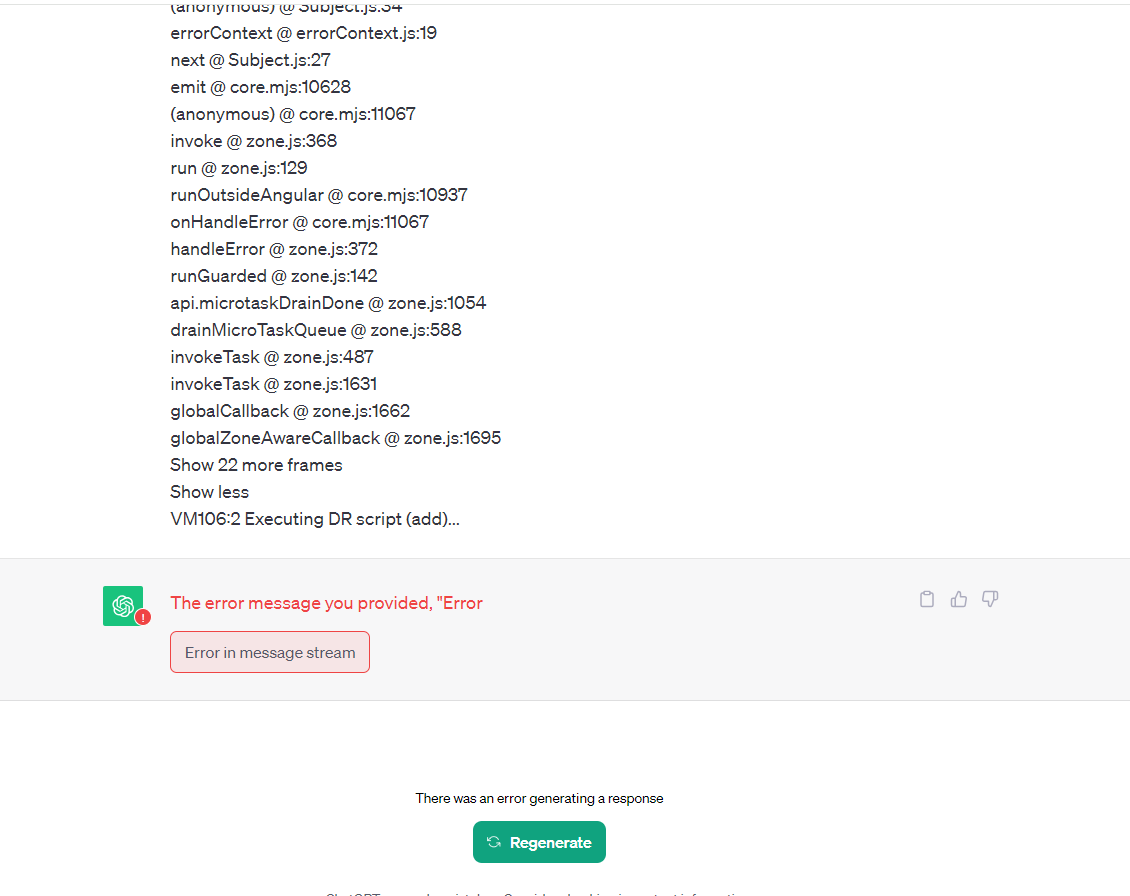 (anonymous) @ Subject.js:34
errorContext @ errorContext.js:19
next @ Subject.js:27
emit @ core.mjs:10628
(anonymous) @ core.mjs:11067
invoke @ zone.js:368
run @ zone.js:129
runOutsideAngular @ core.mjs:10937
onHandleError @ core.mjs:11067
handleError @ zone.js:372
runGuarded @ zone.js:142
api.microtaskDrainDone @ zone.js:1054
drainMicroTaskQueue @ zone.js:588
invokeTask @ zone.js:487
invokeTask @ zone.js:1631
globalCallback @ zone.js:1662
globalZoneAwareCallback @ zone.js:1695
Show 22 more frames
Show less
VM106:2 Executing DR script (add)...
The error message you provided, "Error
Error in message stream
There was an error generating a response
Regenerate